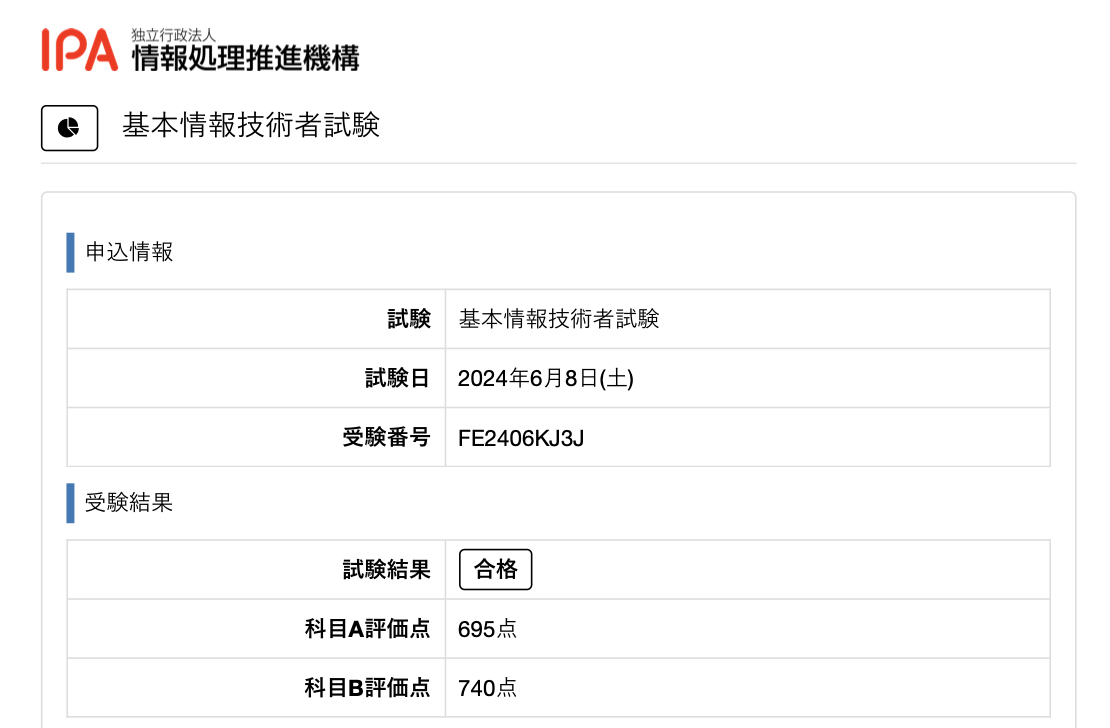 IPA 独立行政法人
情報処理推進機構
基本情報技術者試験
申込情報
試験 基本情報技術者試験
試験日 2024年6月8日(土)
受験番号 FE2406KJ3J
受験結果
試験結果 合格
科目A評価点 695点
科目B評価点 740点